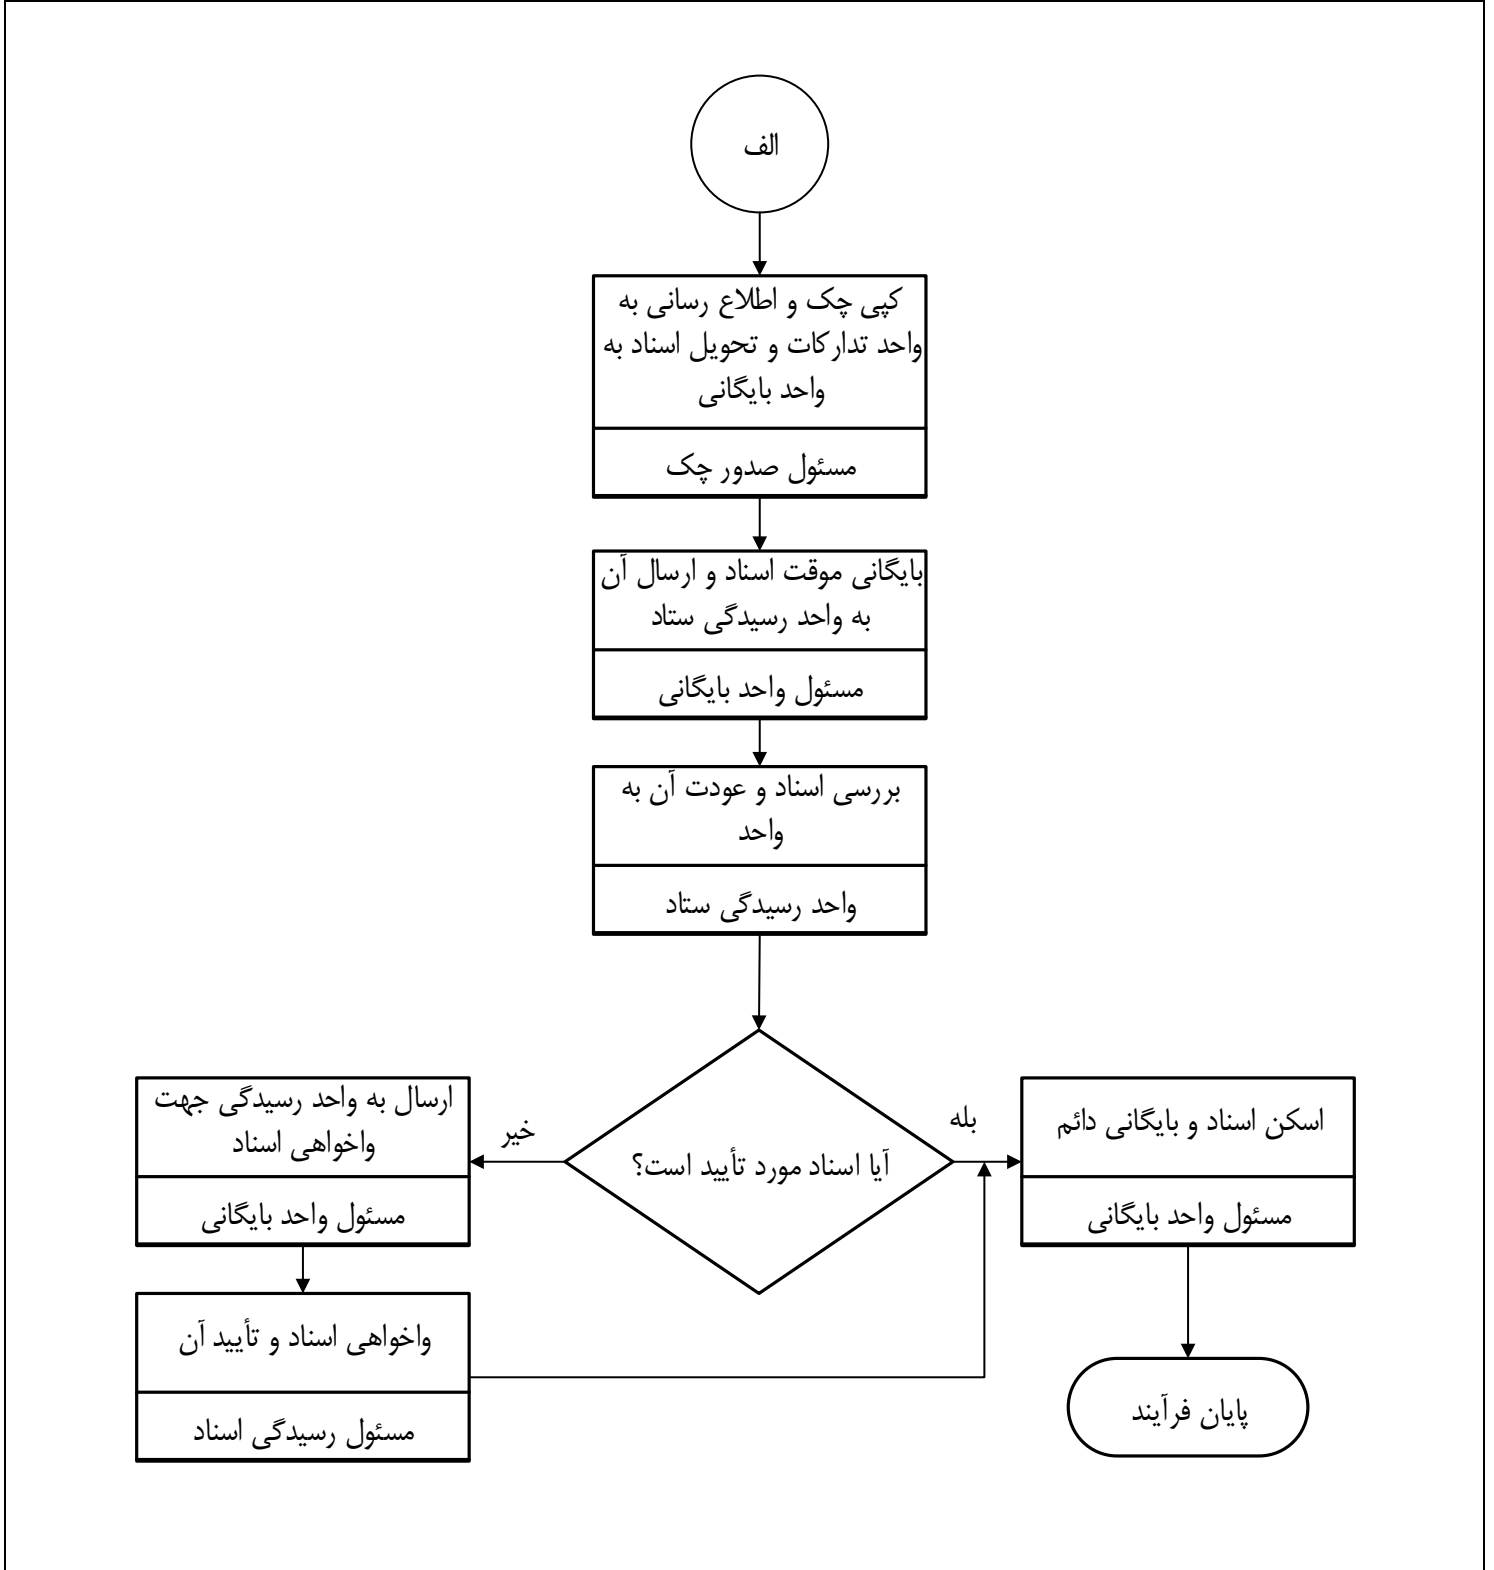 الف
کپی چک و اطلاع رسانی به
واحد تدارکات و تحویل اسناد به
واحد بایگانی
مسئول صدور چک
بایگانی موقت اسناد و ارسال آن
به واحد رسیدگی ستاد
مسئول واحد بایگانی
بررسی اسناد و عودت آن به
واحد
واحد رسیدگی ستاد
آیا اسناد مورد تأیید است؟
بله
اسکن اسناد و بایگانی دائم
مسئول واحد بایگانی
پایان فرآیند
خیر
ارسال به واحد رسیدگی جهت
واخواهی اسناد
مسئول واحد بایگانی
واخواهی اسناد و تأیید آن
مسئول رسیدگی اسناد